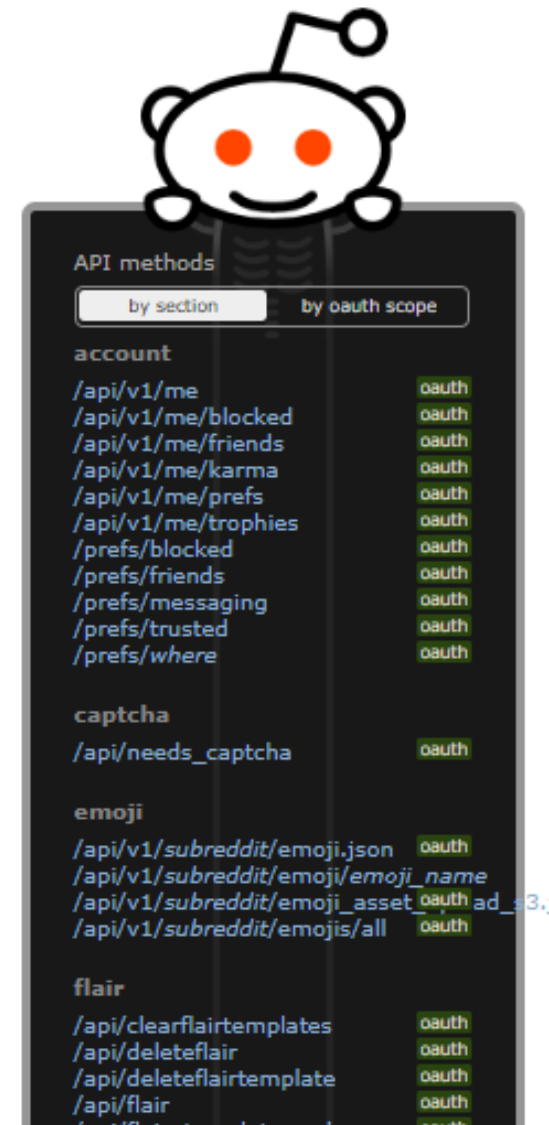 API methods
by section by oauth scope
account
/api/v1/me oauth
/api/v1/me/blocked oauth
/api/v1/me/friends oauth
/api/v1/me/karma oauth
/api/v1/me/prefs oauth
/api/v1/me/trophies oauth
/prefs/blocked oauth
/prefs/friends oauth
/prefs/messaging oauth
/prefs/trusted oauth
/prefs/where oauth
captcha
/api/needs_captcha oauth
emoji
/api/v1/subreddit/emoji.json oauth
/api/v1/subreddit/emoji/emoji_name
/api/v1/subreddit/emoji_asset_ oauth ad_s3.
/api/v1/subreddit/emojis/all oauth
flair
/api/clearflairtemplates oauth
/api/deleteflair oauth
/api/deleteflairtemplate oauth
/api/flair oauth